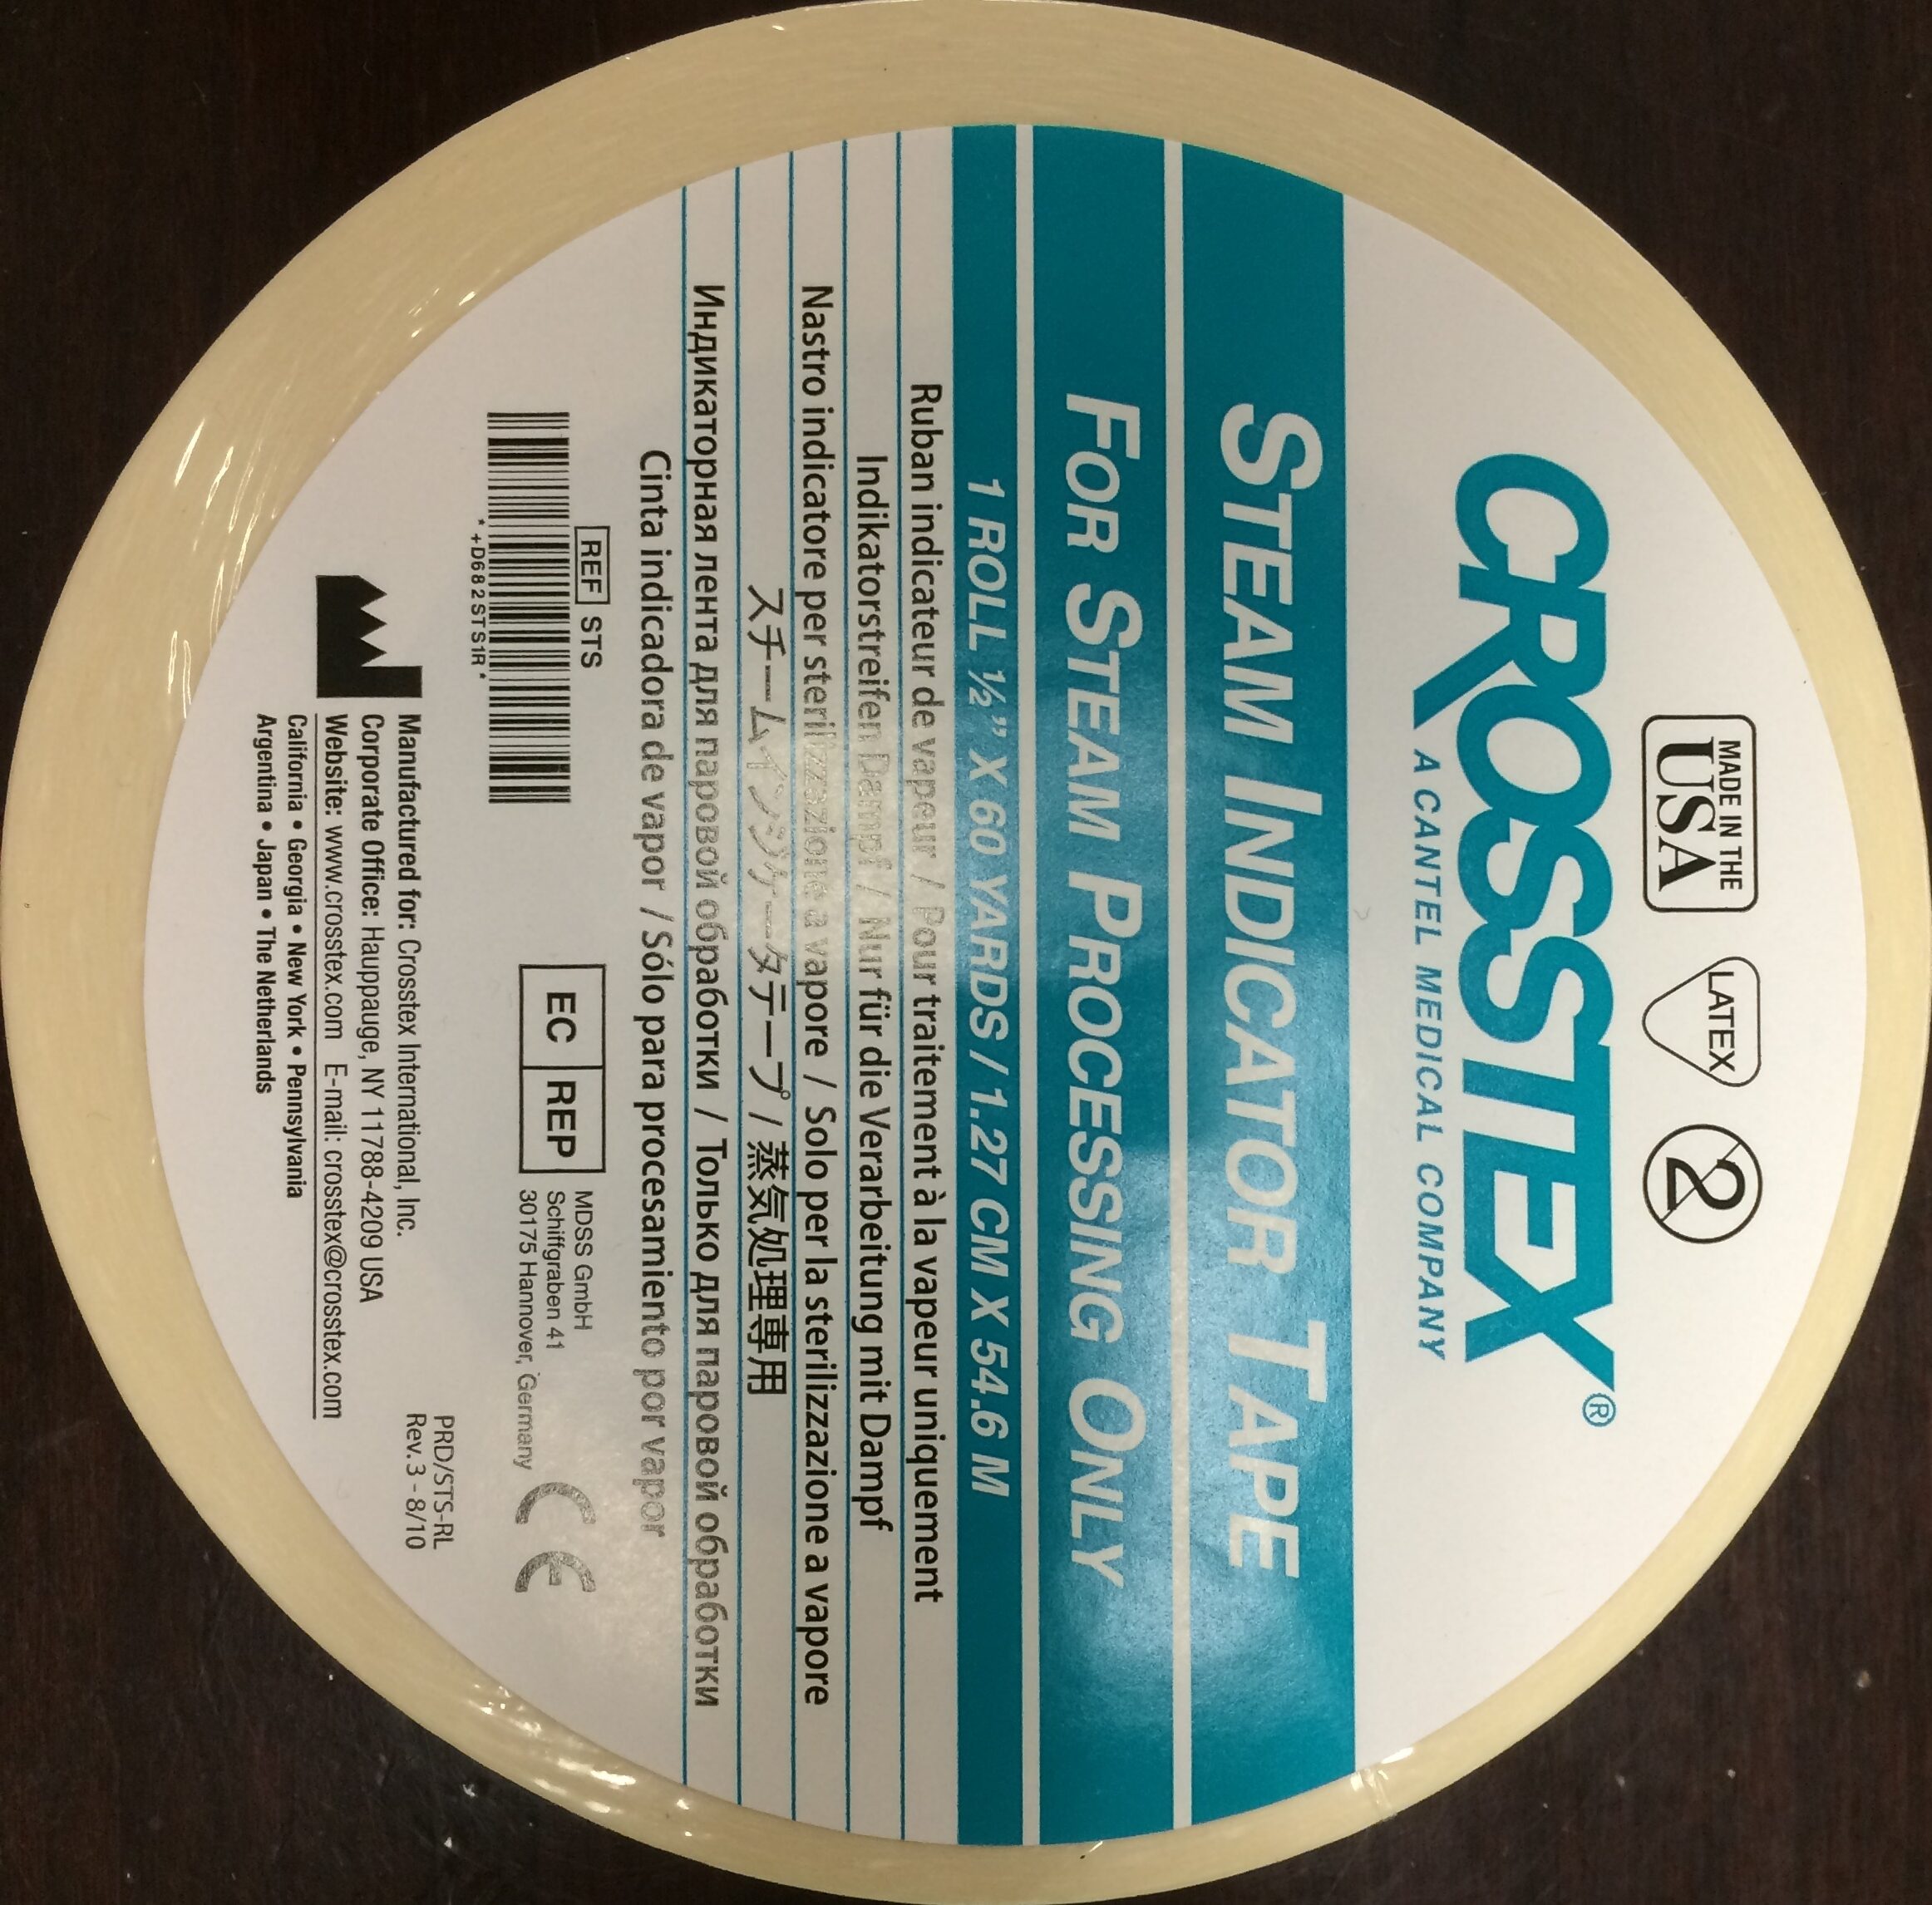 MADE IN THE
USA
LATEX
2
CROSSTEX®
A CANTEL MEDICAL COMPANY
STEAM INDICATOR TAPE
FOR STEAM PROCESSING ONLY
1 ROLL ½" X 60 YARDS / 1.27 CM X 54.6 M
Ruban indicateur de vapeur / Pour traitement à la vapeur uniquement
Indikatorstreifen Dampf / Nur für die Verarbeitung mit Dampf
Nastro indicatore per sterilizzazione a vapore / Solo per la sterilizzazione a vapore
スチームインジケータテープ / 蒸気処理専用
Индикаторная лента для паровой обработки / Только для паровой обработки
Cinta indicadora de vapor / Sólo para procesamiento por vapor
REF STS
*+D682STS1R*
EC REP
MDSS GmbH
Schiffgraben 41
30175 Hannover, Germany
CE
Manufactured for: Crosstex International, Inc.
Corporate Office: Hauppauge, NY 11788-4209 USA
Website: www.crosstex.com E-mail: crosstex@crosstex.com
California • Georgia • New York • Pennsylvania
Argentina • Japan • The Netherlands
PRD/STS-RL
Rev.3 - 8/10